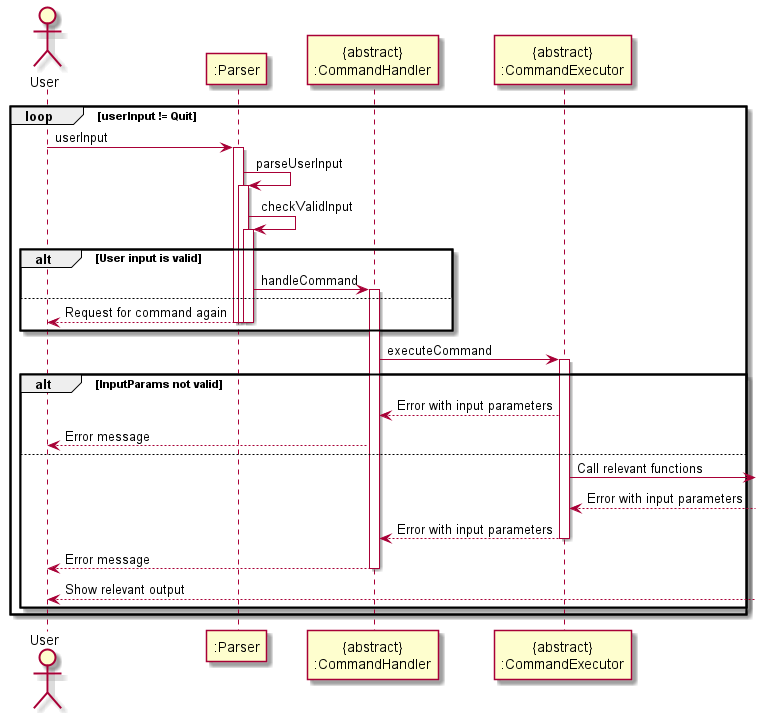 User
:Parser
{abstract}
:CommandHandler
{abstract}
:CommandExecutor
loop
[userInput != Quit]
userInput
parseUserInput
checkValidInput
alt
[User input is valid]
handleCommand
Request for command again
executeCommand
alt
[InputParams not valid]
Error with input parameters
Error message
Call relevant functions
Error with input parameters
Error with input parameters
Error message
Show relevant output
User
:Parser
{abstract}
:CommandHandler
{abstract}
:CommandExecutor